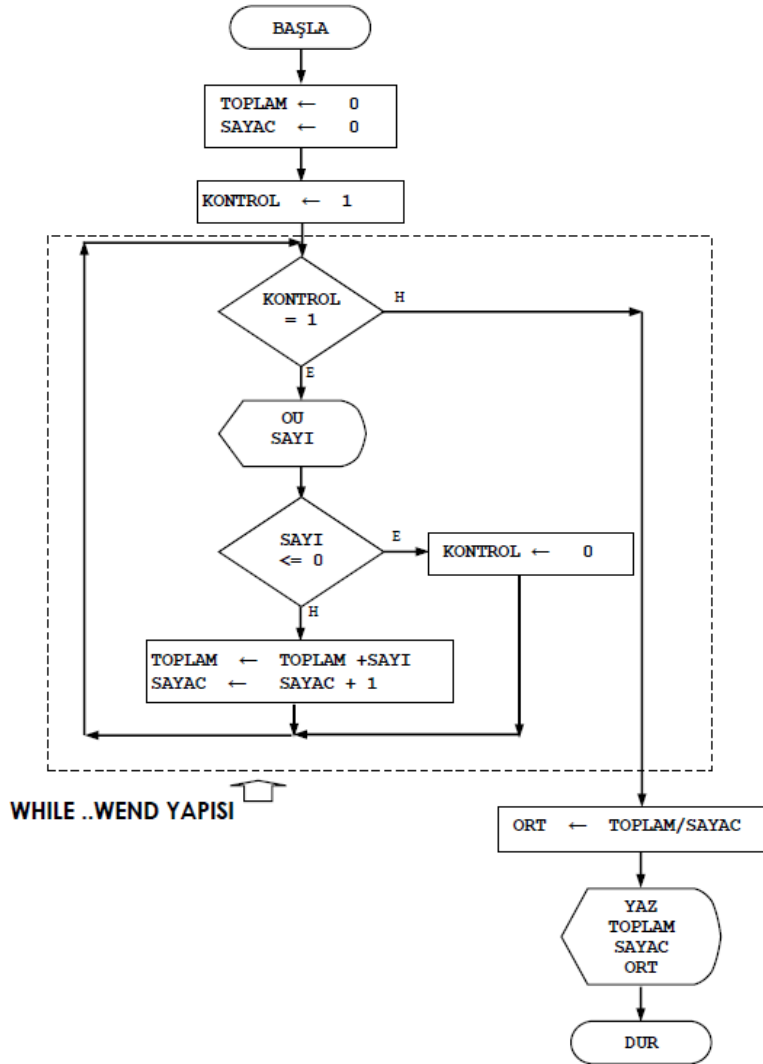 BAŞLA
TOPLAM ← 0
SAYAC ← 0
KONTROL ← 1
KONTROL
= 1
H
E
OU
SAYI
SAYI
<= 0
E
KONTROL ← 0
H
TOPLAM ← TOPLAM +SAYI
SAYAC ← SAYAC + 1
WHILE ..WEND YAPISI
ORT ← TOPLAM/SAYAC
YAZ
TOPLAM
SAYAC
ORT
DUR